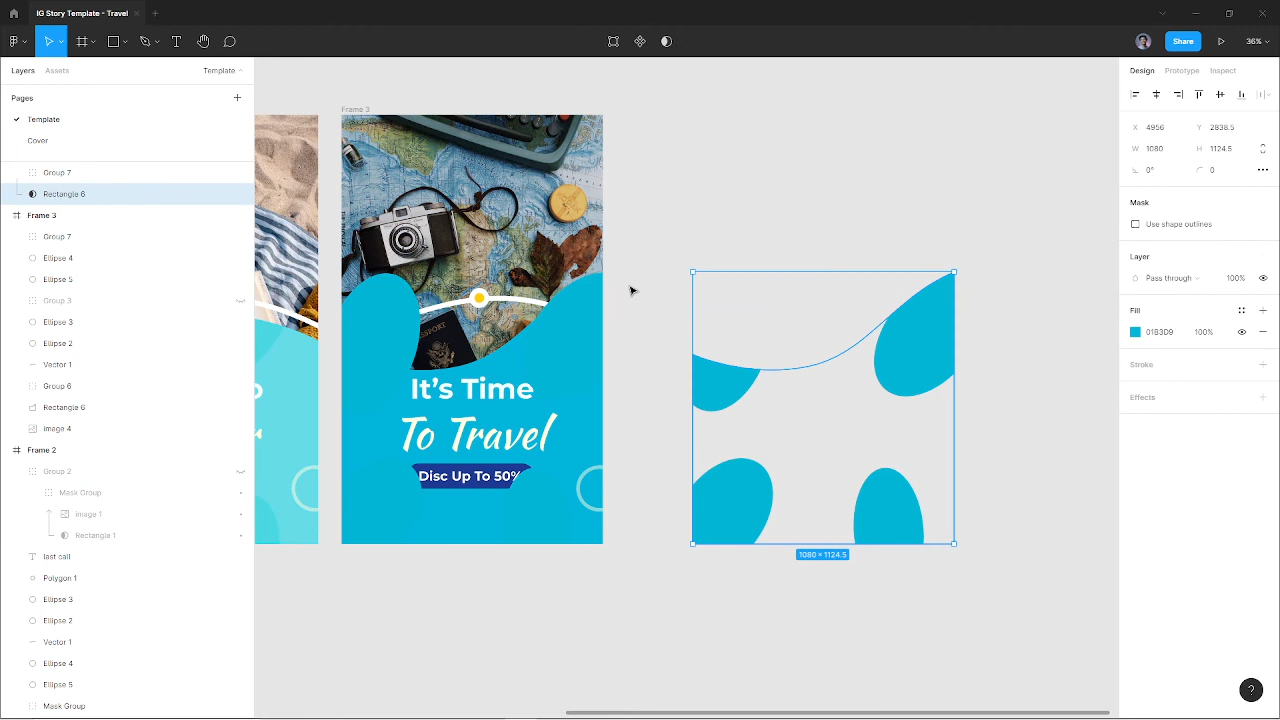 IG Story Template - Travel
Share
36%
Layers
Assets
Template
Pages
Template
Cover
Group 7
Rectangle 6
Frame 3
Group 7
Ellipse 4
Ellipse 5
Group 3
Ellipse 3
Ellipse 2
Vector 1
Group 6
Rectangle 6
image 4
Frame 2
Group 2
Mask Group
image 1
Rectangle 1
last call
Polygon 1
Ellipse 3
Ellipse 2
Vector 1
Ellipse 4
Ellipse 5
Mask Group
Frame 3
PASSPORT
It's Time
To Travel
Disc Up To 50%
1080 × 1124.5
Design
Prototype
Inspect
X 4956
Y 2838.5
W 1080
H 1124.5
0°
0
Mask
Use shape outlines
Layer
Pass through
100%
Fill
01B3D9
100%
Stroke
Effects
?